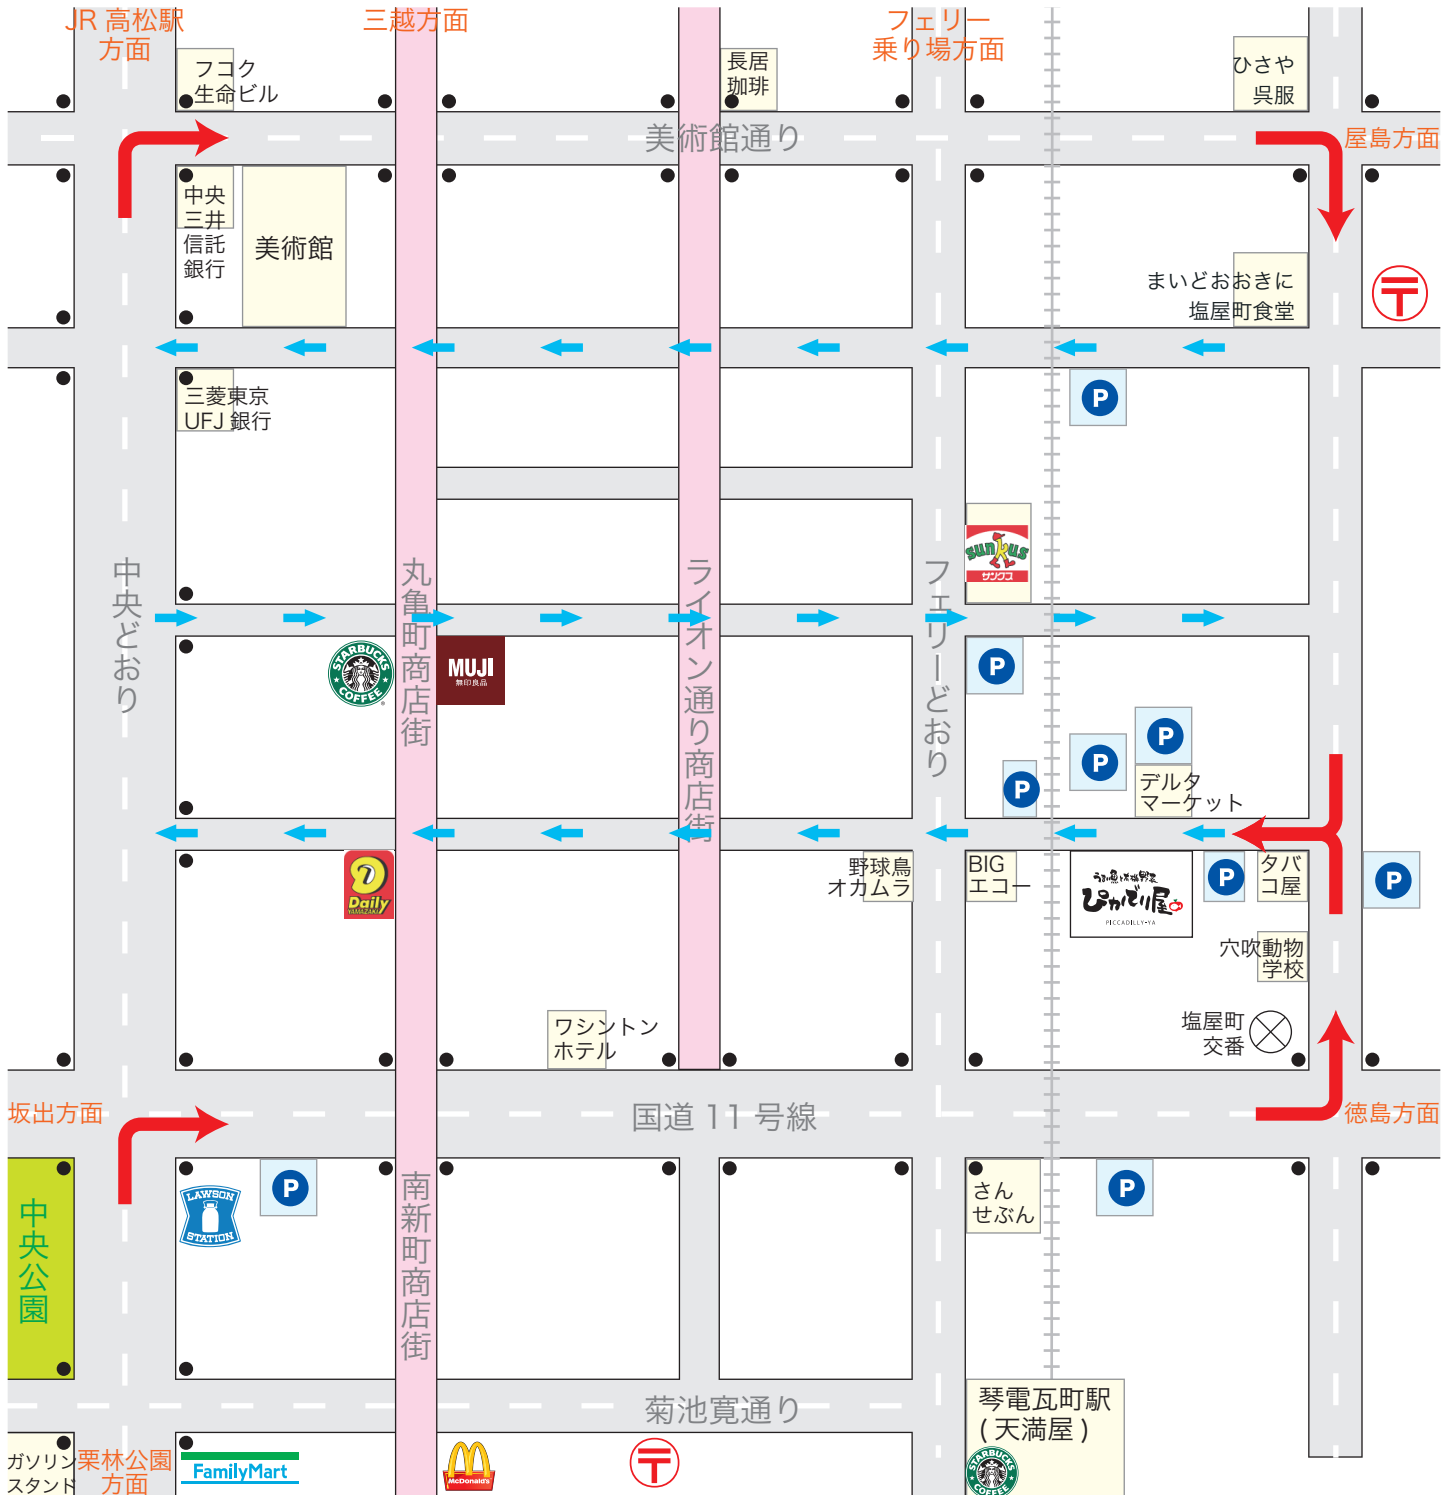 JR 高松駅
方面
三越方面
フェリー
乗り場方面
フコク
生命ビル
長居
珈琲
ひさや
呉服
美術館通り
屋島方面
中央
三井
信託
銀行
美術館
まいどおおきに
塩屋町食堂
三菱東京
UFJ 銀行
sunkus
サンクス
中央どおり
丸亀町商店街
ライオン通り商店街
フェリーどおり
STARBUCKS
COFFEE
MUJI
無印良品
P
P
P
P
P
デルタ
マーケット
Daily
YAMAZAKI
野球鳥
オカムラ
BIG
エコー
うまい魚と本格野菜
ぴかでり屋
PICCADILLY-YA
P
タバ
コ屋
P
穴吹動物
学校
ワシントン
ホテル
塩屋町
交番
坂出方面
国道 11 号線
徳島方面
LAWSON
STATION
P
さん
せぶん
P
中央公園
南新町商店街
菊池寛通り
琴電瓦町駅
( 天満屋 )
ガソリン
スタンド
栗林公園
方面
FamilyMart
McDonald's
STARBUCKS
COFFEE